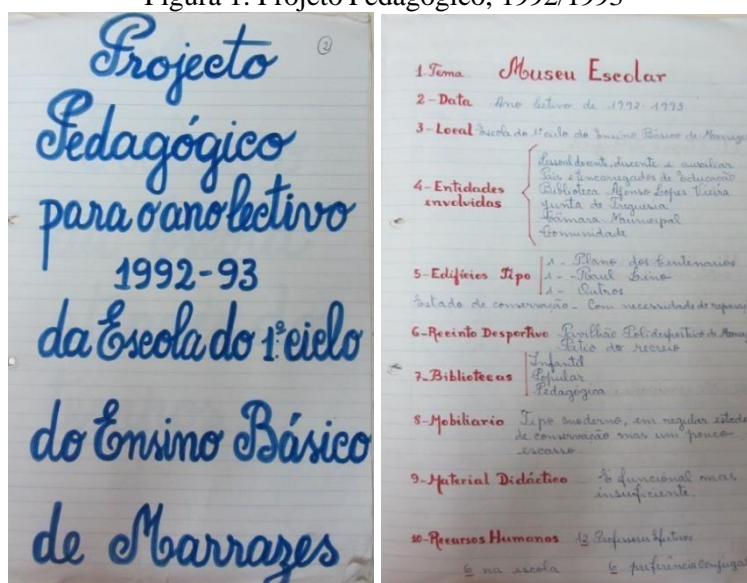 Figura 1: Projeto Pedagógico, 1992/1993
2
Projecto
Pedagógico
para o ano lectivo
1992-93
da Escola do 1º ciclo
do Ensino Básico
de Marrazes
1. Tema Museu Escolar
2 - Data Ano lectivo de 1992-1993
3 - Local Escola do 1º ciclo do Ensino Básico de
4 - Entidades envolvidas
Pessoal docente, discente e auxiliar
Pais e Encarregados de Educação
Biblioteca Afonso Lopes Vieira
Junta de Freguesia
Câmara Municipal
Comunidade
5 - Edifícios Tipo
1 - Plano dos Centenários
1 - Raul Lino
1 - Outros
Estado de conservação - Com necessidade de
6 - Recinto Desportivo Pavilhão Polidesportivo de
Pátio do recreio
7 - Bibliotecas
Infantil
Popular
Pedagógica
8 - Mobiliario Tipo moderno, em regular estado
de conservação mas um pouco
escasso.
9 - Material Didáctico É funcional mas
insuficiente.
10 - Recursos Humanos 12 Professores Efetivos
6 na escola 6 preferência